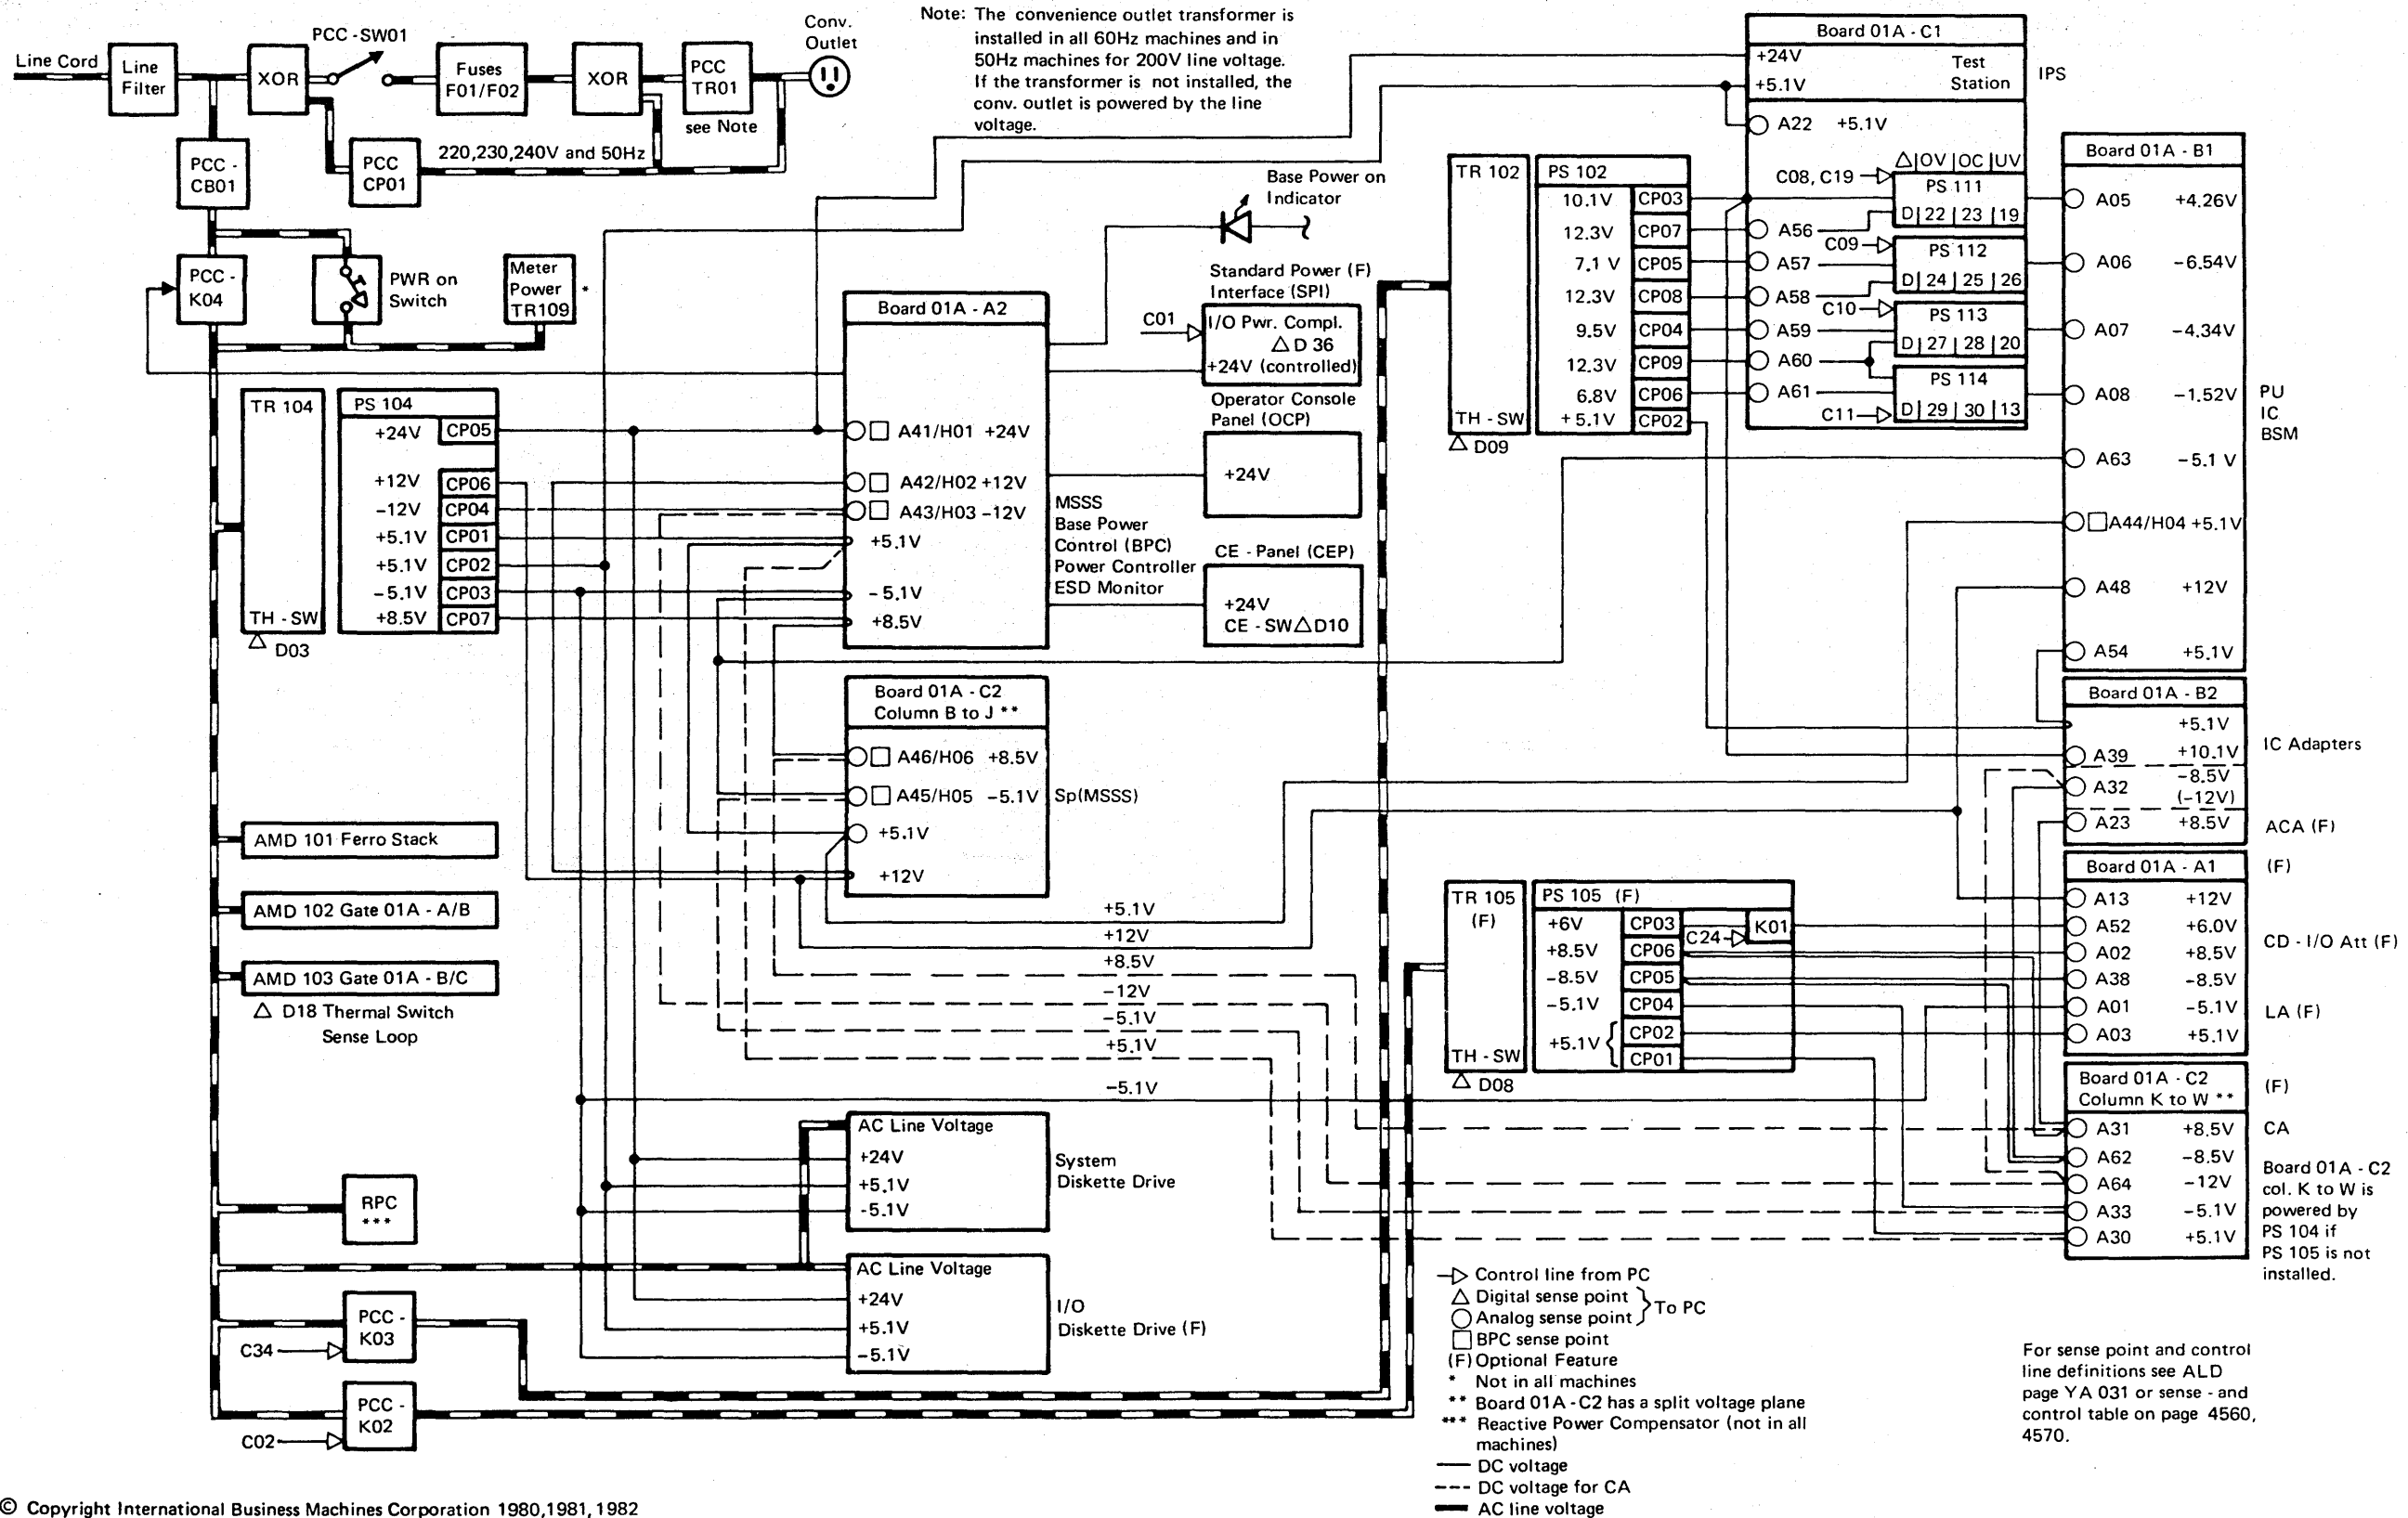 Line Cord
Line
Filter
XOR
PCC -SW01
Fuses
F01/F02
XOR
PCC
TR01
see Note
Conv.
Outlet
Note: The convenience outlet transformer is
installed in all 60Hz machines and in
50Hz machines for 200V line voltage.
If the transformer is not installed, the
conv. outlet is powered by the line
voltage.
PCC -
CB01
PCC
CP01
220,230,240V and 50Hz
PCC -
K04
PWR on
Switch
Meter
Power
TR109
*
Base Power on
Indicator
Standard Power (F)
Interface (SPI)
C01
I/O Pwr. Compl.
△ D 36
+24V (controlled)
Operator Console
Panel (OCP)
+24V
CE - Panel (CEP)
+24V
CE - SW△D10
TR 104
TH - SW
△ D03
PS 104
+24V CP05
+12V CP06
−12V CP04
+5.1V CP01
+5.1V CP02
−5.1V CP03
+8.5V CP07
Board 01A - A2
A41/H01 +24V
A42/H02 +12V
A43/H03 −12V
+5.1V
− 5.1V
+8.5V
MSSS
Base Power
Control (BPC)
Power Controller
ESD Monitor
Board 01A - C2
Column B to J **
A46/H06 +8.5V
A45/H05 −5.1V
+5.1V
+12V
Sp(MSSS)
TR 102
TH - SW
△ D09
PS 102
10.1V CP03
12.3V CP07
7.1 V CP05
12.3V CP08
9.5V CP04
12.3V CP09
6.8V CP06
+ 5.1V CP02
Board 01A - C1
+24V
+5.1V
Test
Station
IPS
A22 +5.1V
△|OV |OC |UV
C08, C19
PS 111
D| 22 | 23 | 19
A56
C09
PS 112
A57
D| 24 | 25 | 26
A58
C10
PS 113
A59
D| 27 | 28 | 20
A60
PS 114
A61
C11
D| 29 | 30 | 13
Board 01A - B1
A05 +4.26V
A06 −6.54V
A07 −4.34V
A08 −1.52V
A63 −5.1 V
A44/H04 +5.1V
A48 +12V
A54 +5.1V
PU
IC
BSM
Board 01A - B2
+5.1V
A39 +10.1V
A32 −8.5V
(−12V)
A23 +8.5V
IC Adapters
ACA (F)
Board 01A - A1
(F)
A13 +12V
A52 +6.0V
A02 +8.5V
A38 −8.5V
A01 −5.1V
A03 +5.1V
CD - I/O Att (F)
LA (F)
Board 01A - C2
Column K to W **
(F)
A31 +8.5V
A62 −8.5V
A64 −12V
A33 −5.1V
A30 +5.1V
CA
Board 01A - C2
col. K to W is
powered by
PS 104 if
PS 105 is not
installed.
TR 105
(F)
TH - SW
△ D08
PS 105 (F)
+6V CP03
K01
C24
+8.5V CP06
−8.5V CP05
−5.1V CP04
+5.1V { CP02
CP01
AMD 101 Ferro Stack
AMD 102 Gate 01A - A/B
AMD 103 Gate 01A - B/C
△ D18 Thermal Switch
Sense Loop
+5.1V
+12V
+8.5V
−12V
−5.1V
+5.1V
−5.1V
AC Line Voltage
+24V
+5.1V
-5.1V
System
Diskette Drive
AC Line Voltage
+24V
+5.1V
−5.1V
I/O
Diskette Drive (F)
RPC
***
PCC -
K03
C34
PCC -
K02
C02
Control line from PC
△ Digital sense point
○ Analog sense point
} To PC
□ BPC sense point
(F) Optional Feature
* Not in all machines
** Board 01A - C2 has a split voltage plane
*** Reactive Power Compensator (not in all
machines)
DC voltage
DC voltage for CA
AC line voltage
For sense point and control
line definitions see ALD
page YA 031 or sense - and
control table on page 4560,
4570.
© Copyright International Business Machines Corporation 1980,1981,1982